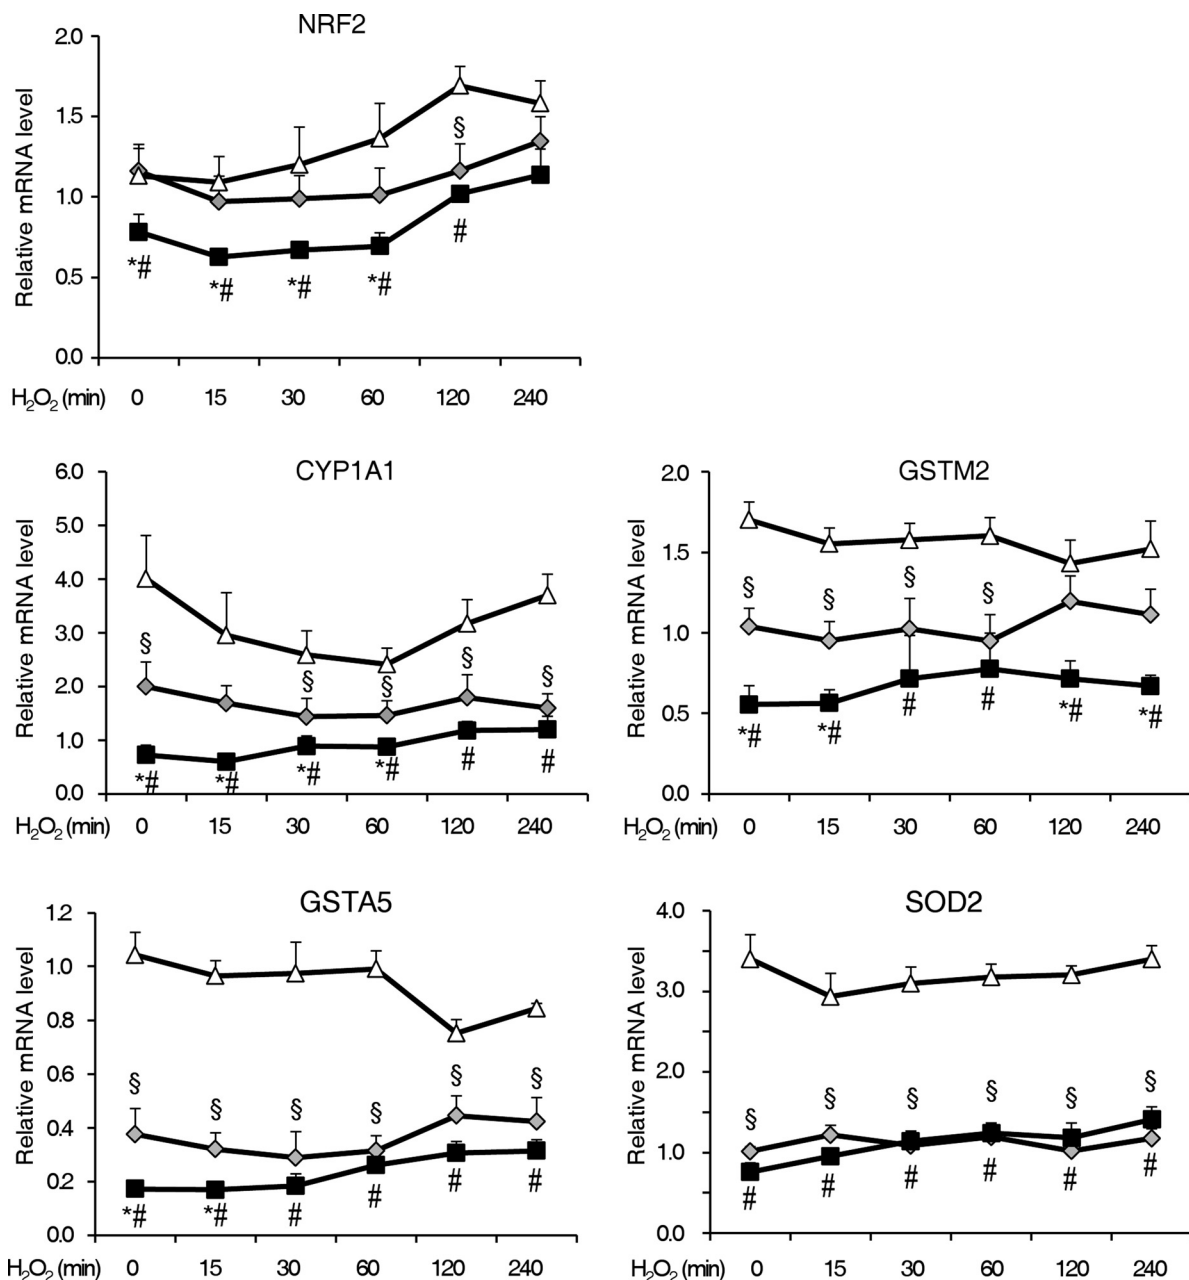 NRF2
Relative mRNA level
2.0
1.5
1.0
0.5
0.0
§
*# *# *# *# #
H₂O₂ (min) 0 15 30 60 120 240
CYP1A1
Relative mRNA level
6.0
5.0
4.0
3.0
2.0
1.0
0.0
§ § § § §
*# *# *# *# # #
H₂O₂ (min) 0 15 30 60 120 240
GSTM2
Relative mRNA level
2.0
1.5
1.0
0.5
0.0
§ § § §
*# *# # # *# *#
H₂O₂ (min) 0 15 30 60 120 240
GSTA5
Relative mRNA level
12
1.0
0.8
0.6
0.4
0.2
0.0
§ § § § § §
*# *# # # # #
H₂O₂ (min) 0 15 30 60 120 240
SOD2
Relative mRNA level
4.0
3.0
2.0
1.0
0.0
§ § § § § §
# # # # # #
H₂O₂ (min) 0 15 30 60 120 240